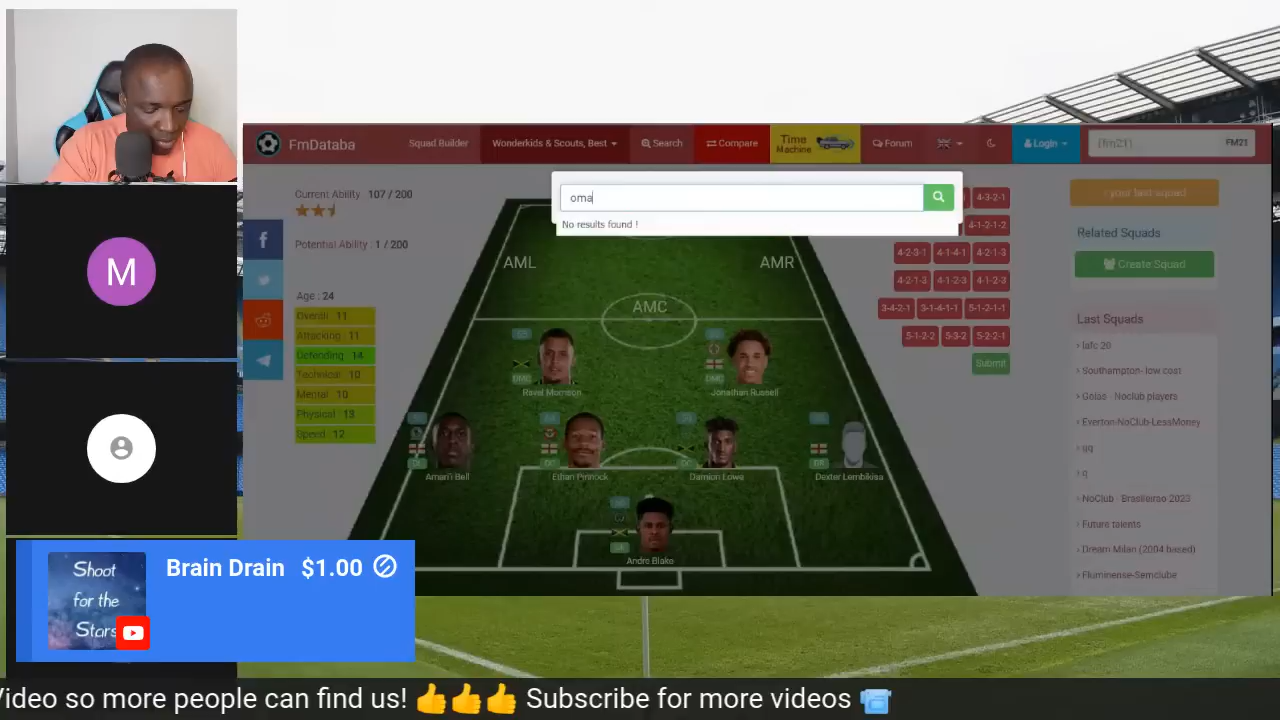 FmDataba
Squad Builder
Wonderkids & Scouts, Best
Search
Compare
Time
Machine
Forum
Login
(fm21)
FM21
Current Ability 107 / 200
Potential Ability : 1 / 200
Age : 24
Overall 11
Attacking : 11
Defending 14
Technical : 10
Mental : 10
Physical : 13
Speed : 12
oma
No results found !
AML
AMR
AMC
DMC
Ravel Morrison
DMC
Jonathan Russell
Amari'i Bell
Ethan Pinnock
Damion Lowe
Dexter Lembikisa
Andre Blake
4-3-2-1
4-1-2-1-2
4-2-3-1 4-1-4-1 4-2-1-3
4-2-1-3 4-1-2-3 4-1-2-3
3-4-2-1 3-1-4-1-1 5-1-2-1-1
5-1-2-2 5-3-2 5-2-2-1
Submit
your last squad
Related Squads
Create Squad
Last Squads
› lafc 20
› Southampton- low cost
› Goias - Noclub players
› Everton-NoClub-LessMoney
› qq
› q
› NoClub - Brasileirao 2023
› Future talents
› Dream Milan (2004 based)
› Fluminense-Semclube
M
Shoot
for the
Stars
Brain Drain $1.00
Video so more people can find us! 👍👍👍 Subscribe for more videos